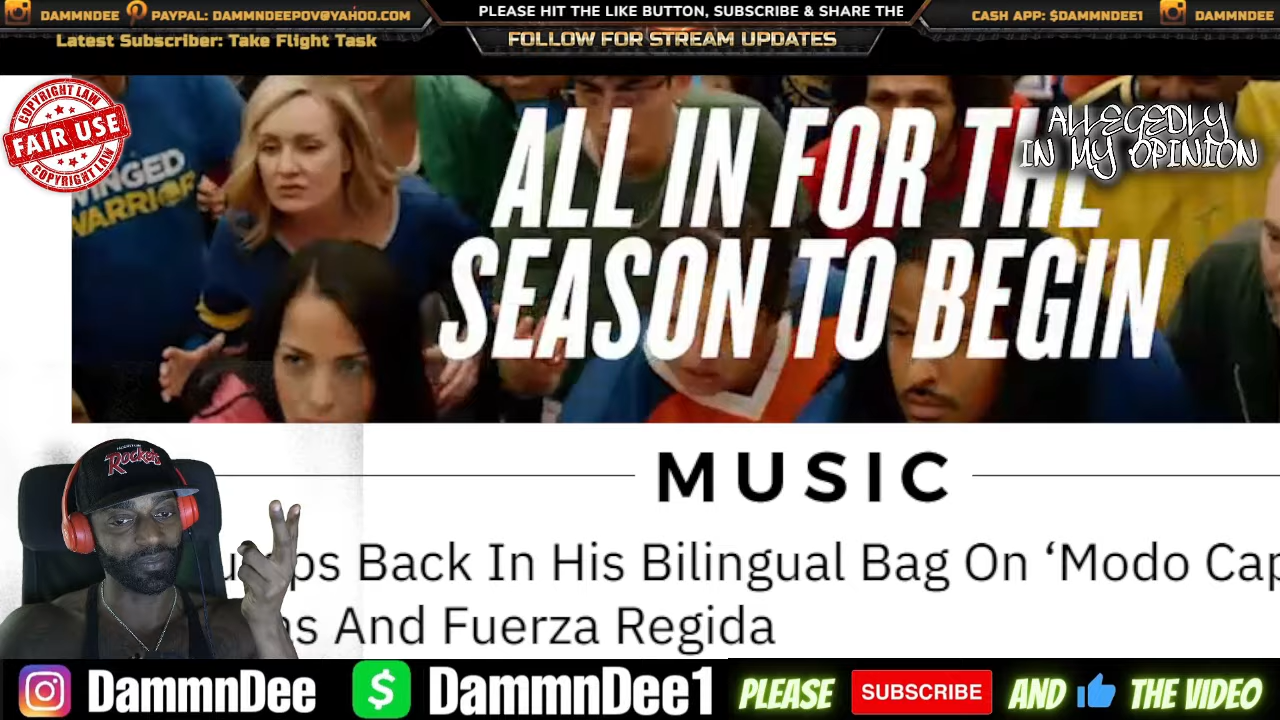 DAMMNDEE PAYPAL: DAMMNDEEPOV@YAHOO.COM
PLEASE HIT THE LIKE BUTTON, SUBSCRIBE & SHARE THE
CASH APP: $DAMMNDEE1 DAMMNDEE
Latest Subscriber: Take Flight Task
FOLLOW FOR STREAM UPDATES
COPYRIGHT LAW
FAIR USE
COPYRIGHT LAW
ALLEGEDLY
IN MY OPINION
WINGED
WARRIOR
ALL IN FOR THE
SEASON TO BEGIN
Rockets
MUSIC
Back In His Bilingual Bag On ‘Modo Cap
And Fuerza Regida
DammnDee
DammnDee1
PLEASE SUBSCRIBE AND THE VIDEO